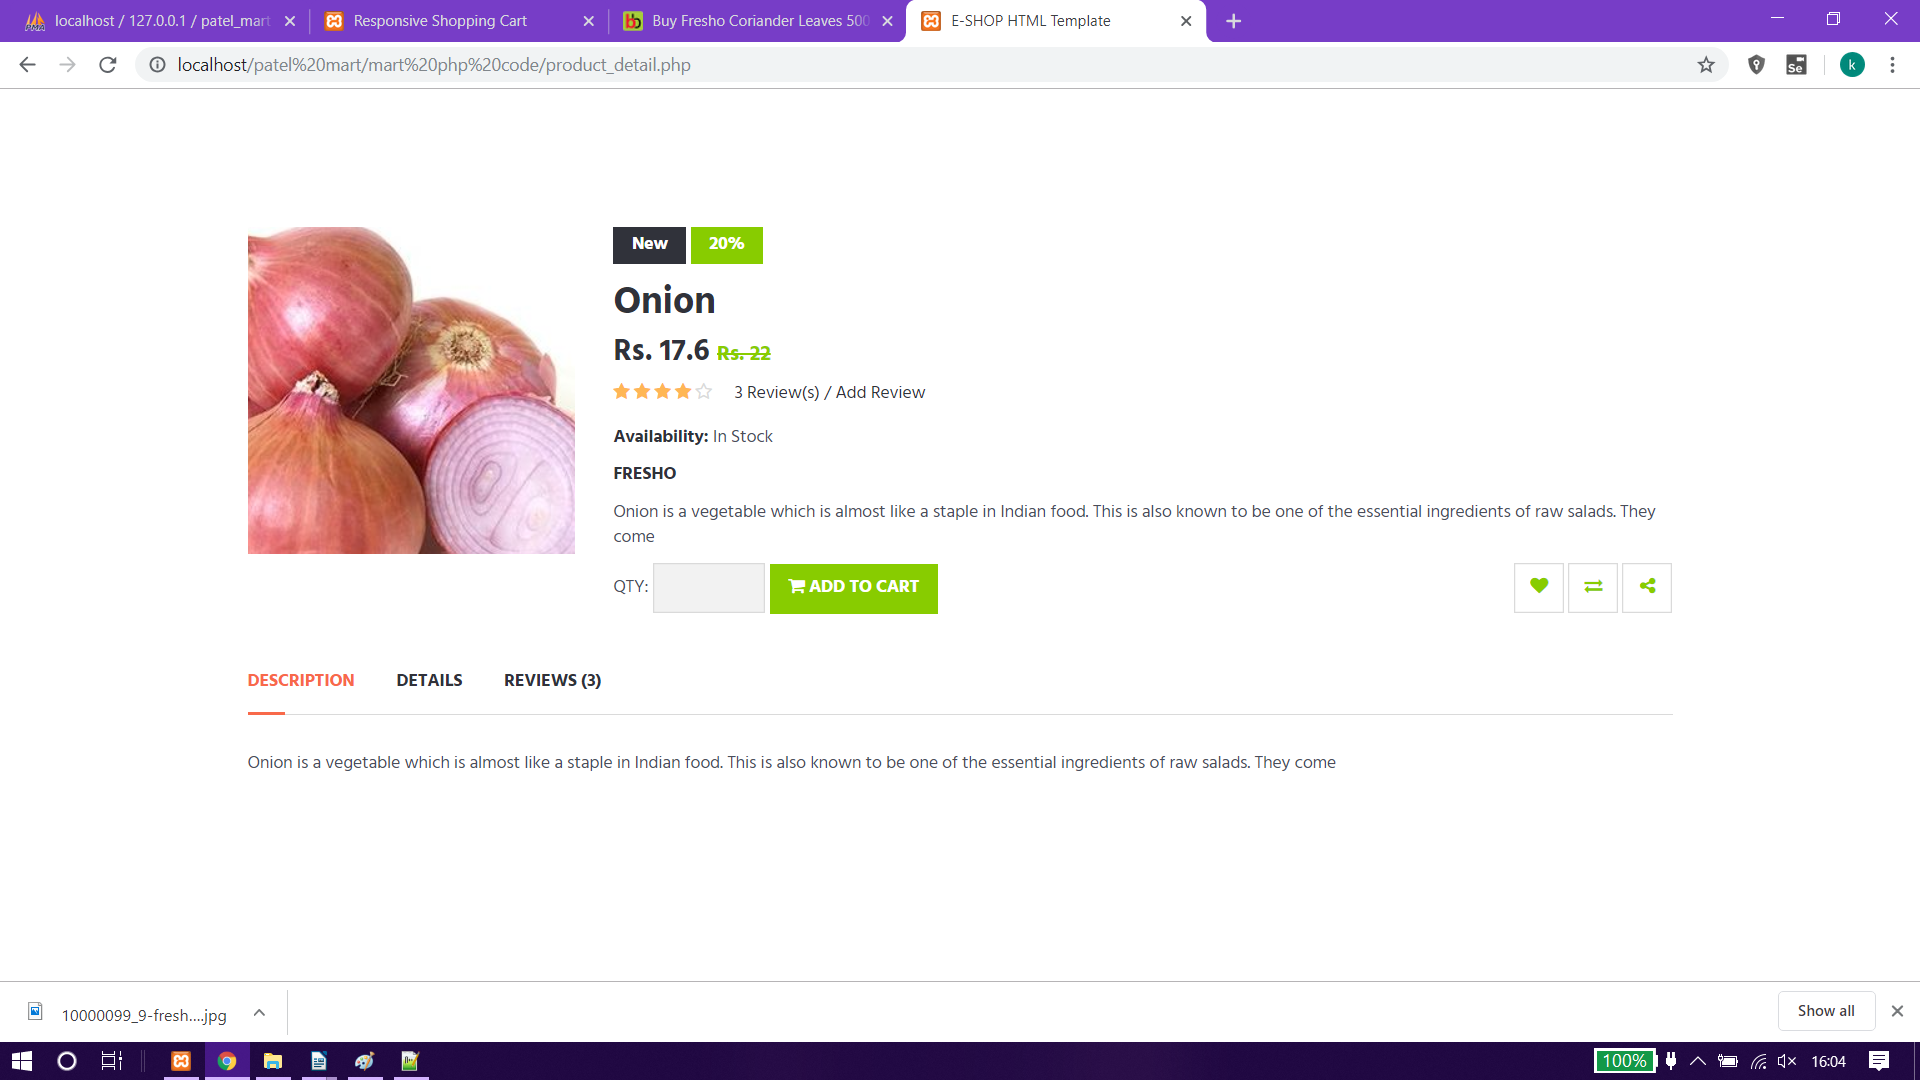 localhost / 127.0.0.1 / patel_mart
Responsive Shopping Cart
Buy Fresho Coriander Leaves 500
E-SHOP HTML Template
localhost/patel%20mart/mart%20php%20code/product_detail.php
Se
k
New
20%
Onion
Rs. 17.6 Rs. 22
3 Review(s) / Add Review
Availability: In Stock
FRESHO
Onion is a vegetable which is almost like a staple in Indian food. This is also known to be one of the essential ingredients of raw salads. They
come
QTY:
ADD TO CART
DESCRIPTION
DETAILS
REVIEWS (3)
Onion is a vegetable which is almost like a staple in Indian food. This is also known to be one of the essential ingredients of raw salads. They come
10000099_9-fresh....jpg
Show all
100%
16:04